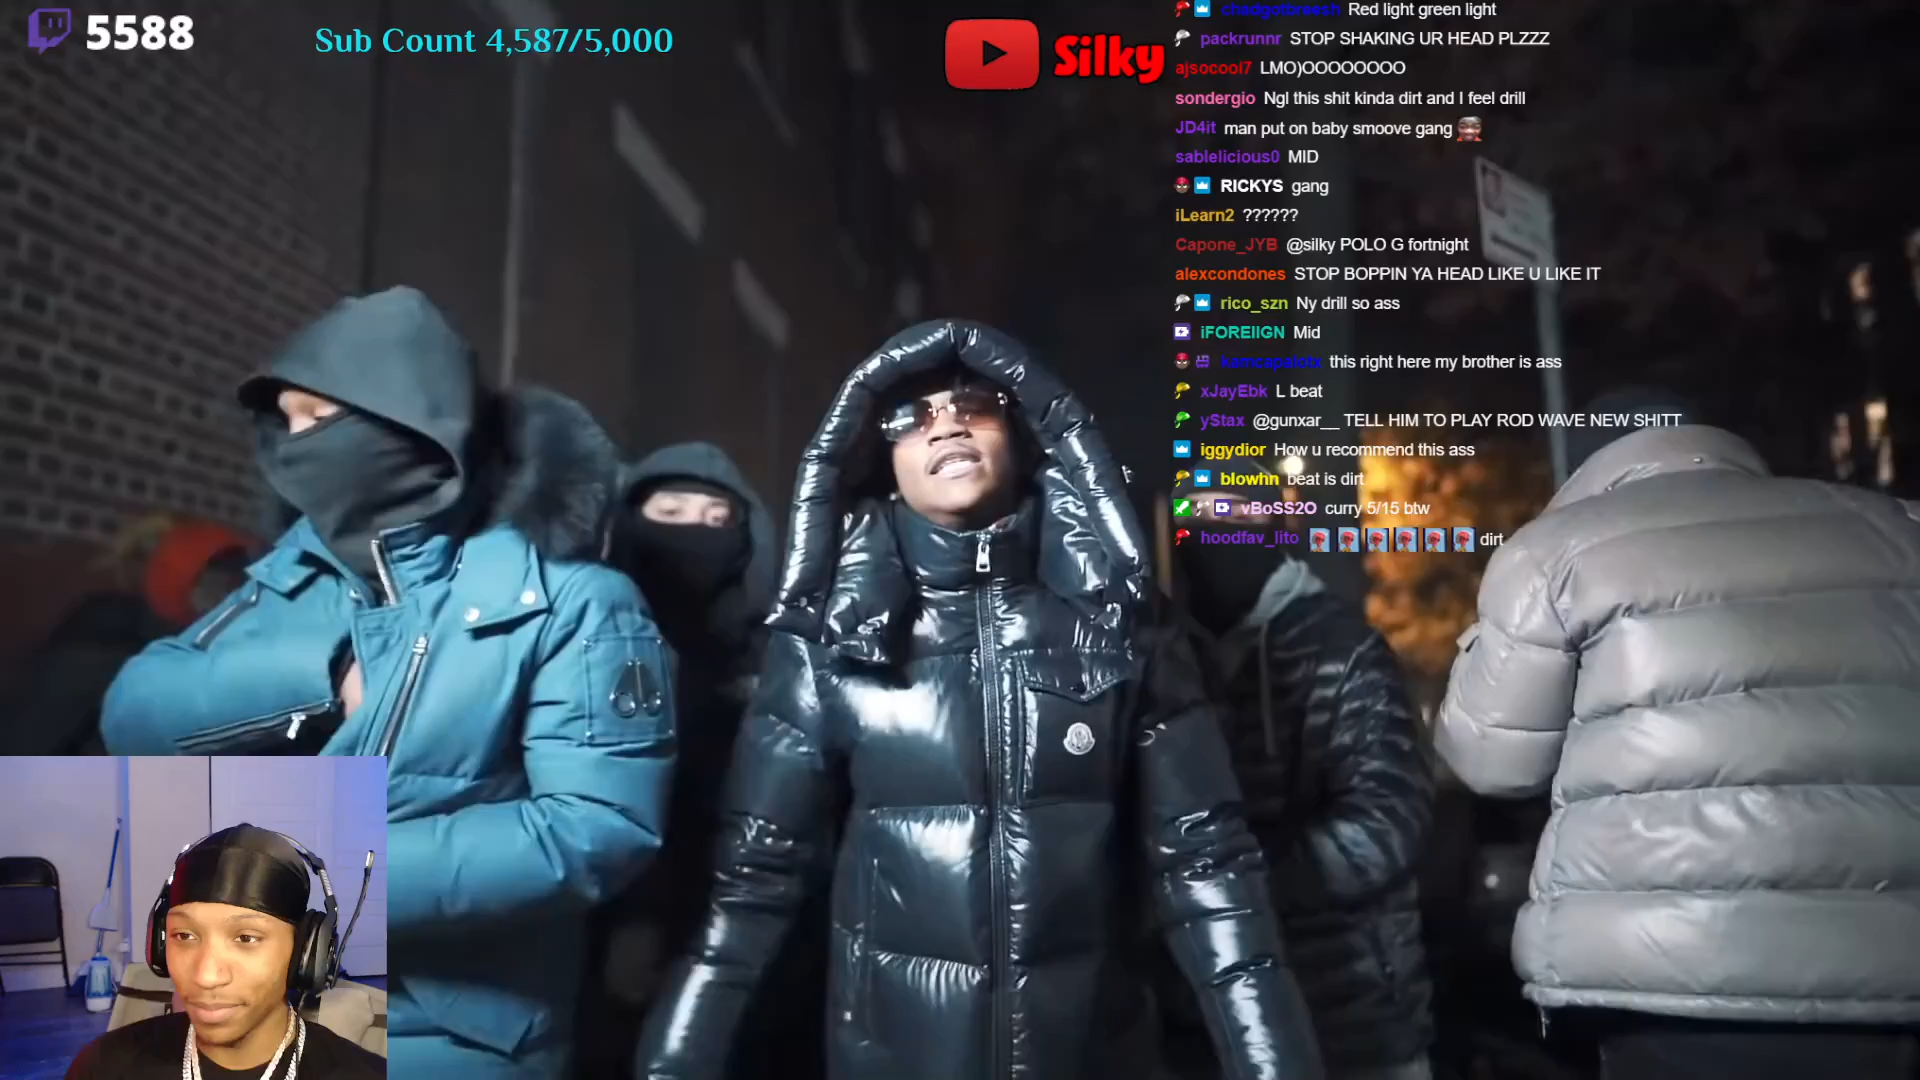 5588
Sub Count 4,587/5,000
Silky
chadgotbreesh Red light green light
packrunnr STOP SHAKING UR HEAD PLZZZ
ajsocool7 LMO)OOOOOOOO
sondergio Ngl this shit kinda dirt and I feel drill
JD4it man put on baby smoove gang
sablelicious0 MID
RICKYS gang
iLearn2 ??????
Capone_JYB @silky POLO G fortnight
alexcondones STOP BOPPIN YA HEAD LIKE U LIKE IT
rico_szn Ny drill so ass
iFOREIIGN Mid
kamcapalotx this right here my brother is ass
xJayEbk L beat
yStax @gunxar__ TELL HIM TO PLAY ROD WAVE NEW SHITT
iggydior How u recommend this ass
blowhn beat is dirt
vBoSS2O curry 5/15 btw
hoodfav_lito dirt